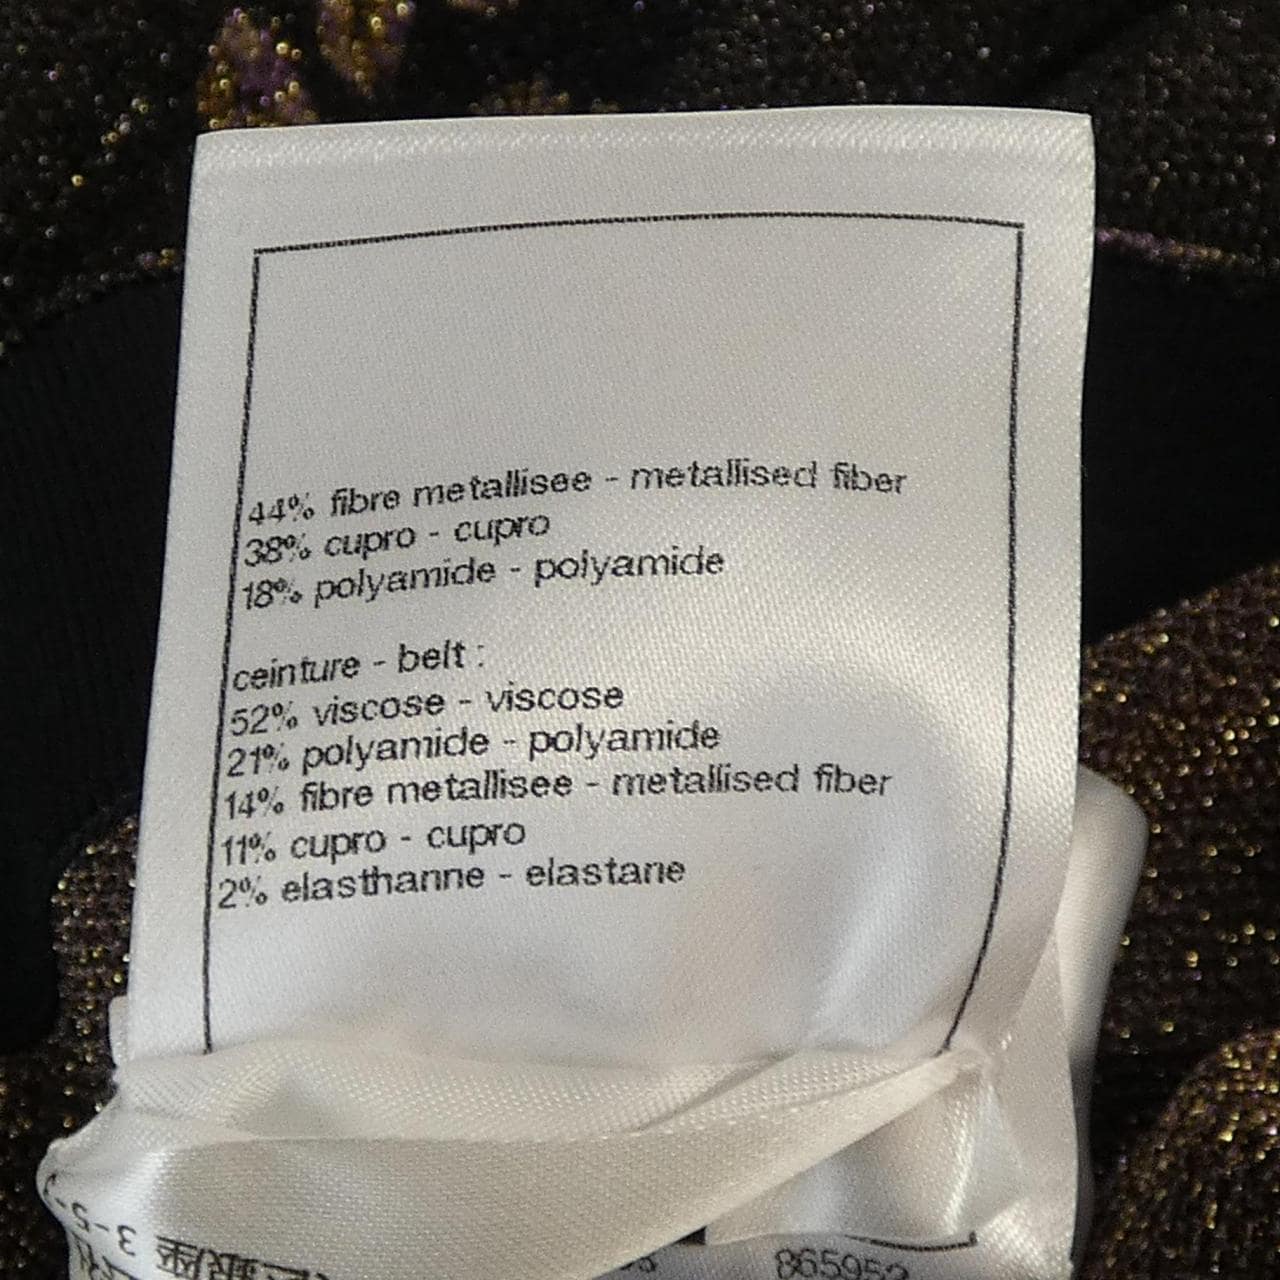 44% fibre metallisee - metallised fiber
38% cupro - cupro
18% polyamide - polyamide
ceinture - belt :
52% viscose - viscose
21% polyamide - polyamide
14% fibre metallisee - metallised fiber
11% cupro - cupro
2% elasthanne - elastane